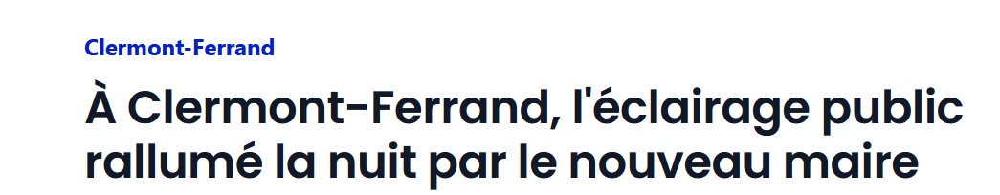 Clermont-Ferrand
À Clermont-Ferrand, l'éclairage public
rallumé la nuit par le nouveau maire